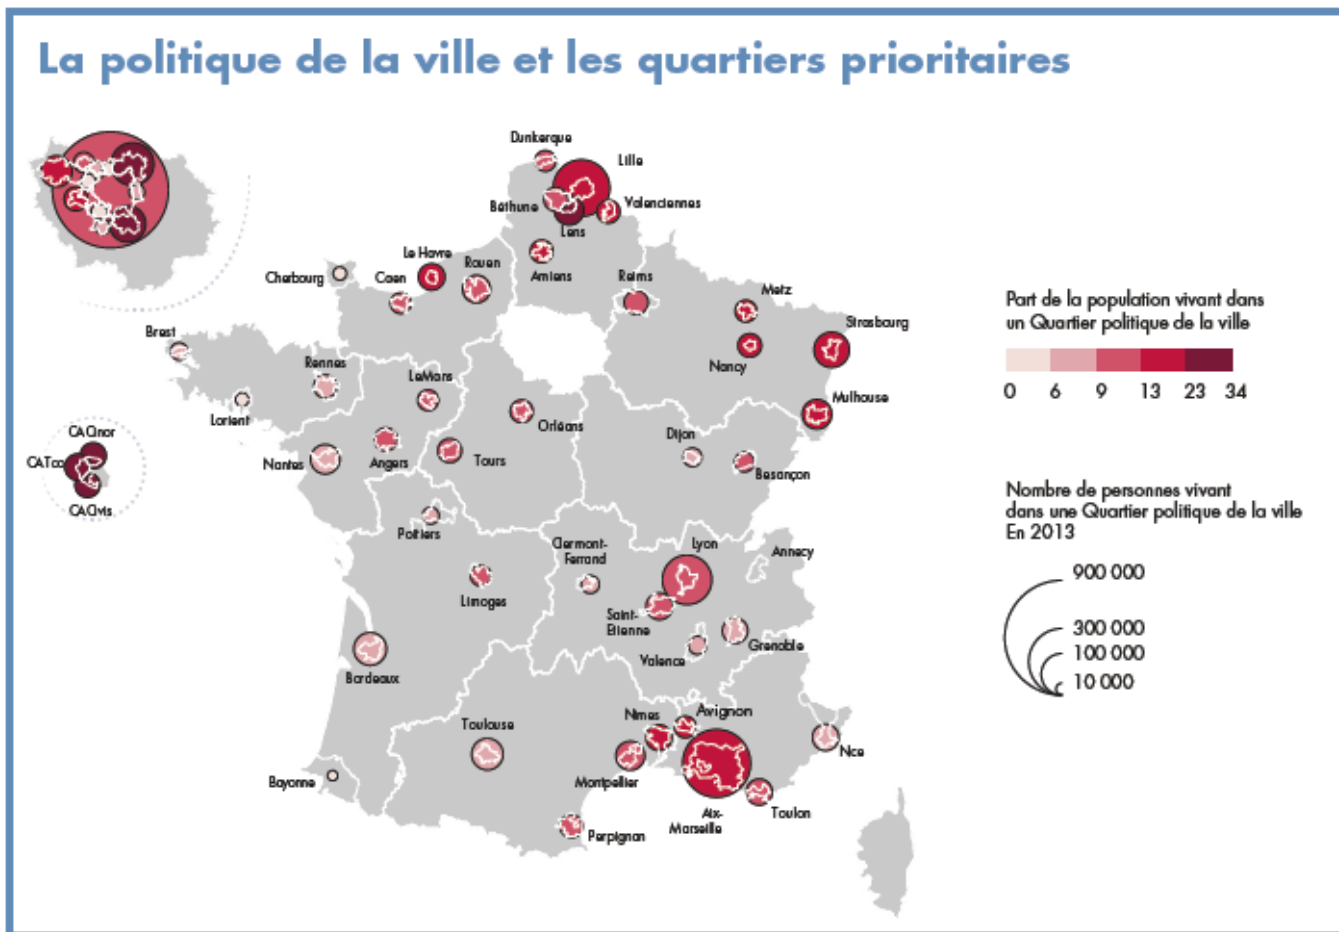 La politique de la ville et les quartiers prioritaires
Dunkerque
Lille
Béthune
Valenciennes
Lens
Le Havre
Rouen
Amiens
Cherbourg
Caen
Reims
Metz
Strasbourg
Brest
Rennes
Nancy
LeMans
Lorient
Mulhouse
Orléans
Dijon
CACinor
CATco
CACivis
Nantes
Angers
Tours
Besançon
Poitiers
Clermont-
Ferrand
Lyon
Annecy
Limoges
Saint-
Etienne
Valence
Grenoble
Bordeaux
Toulouse
Nîmes
Avignon
Nice
Bayonne
Montpellier
Toulon
Aix-
Marseille
Perpignan
Part de la population vivant dans
un Quartier politique de la ville
0 6 9 13 23 34
Nombre de personnes vivant
dans une Quartier politique de la ville
En 2013
900 000
300 000
100 000
10 000